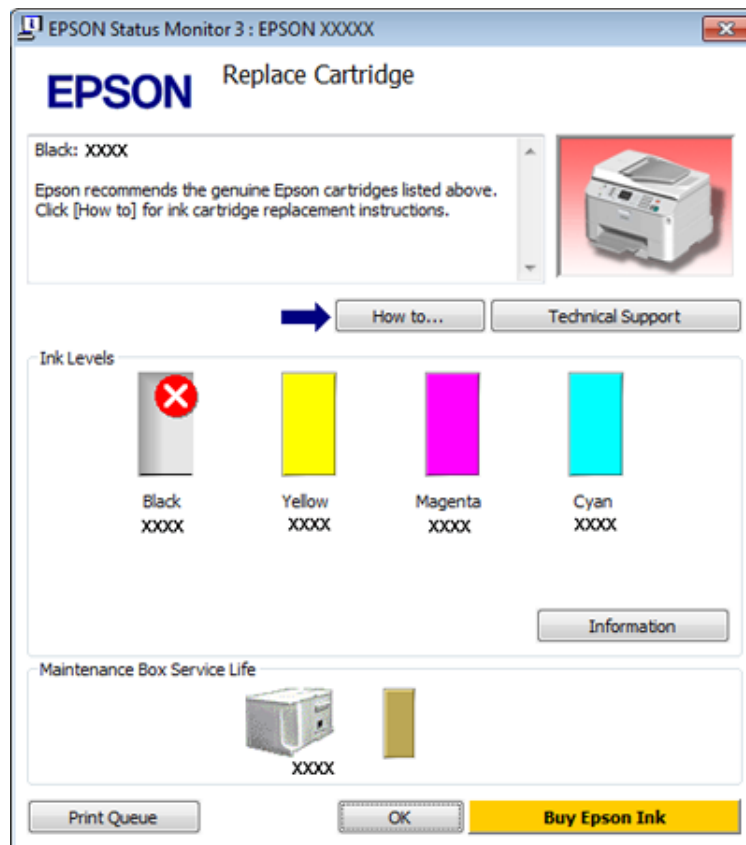 EPSON Status Monitor 3 : EPSON XXXXX
EPSON
Replace Cartridge
Black: XXXX
Epson recommends the genuine Epson cartridges listed above.
Click [How to] for ink cartridge replacement instructions.
How to...
Technical Support
Ink Levels
Black
Yellow
Magenta
Cyan
XXXX
XXXX
XXXX
XXXX
Information
Maintenance Box Service Life
XXXX
Print Queue
OK
Buy Epson Ink